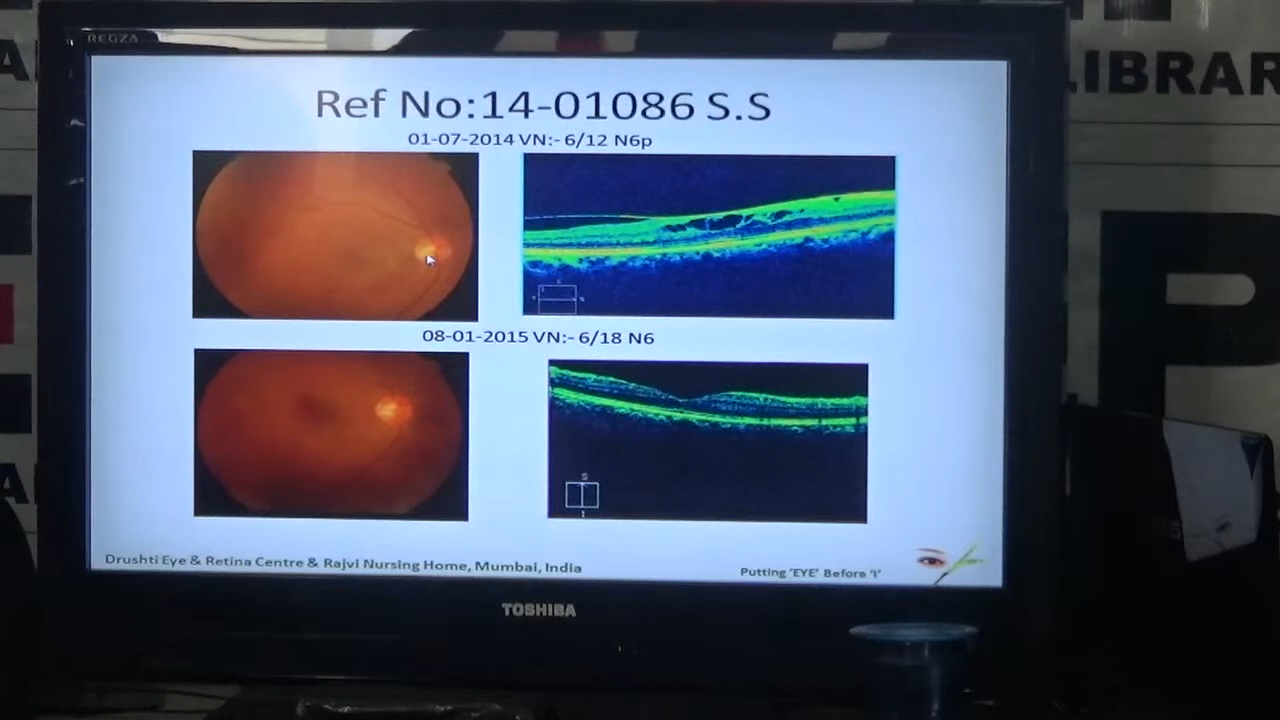 REGZA
LIBRAR
Ref No:14-01086 S.S
01-07-2014 VN:- 6/12 N6p
08-01-2015 VN:- 6/18 N6
Drushti Eye & Retina Centre & Rajvi Nursing Home, Mumbai, India
Putting 'EYE' Before 'I'
TOSHIBA
P